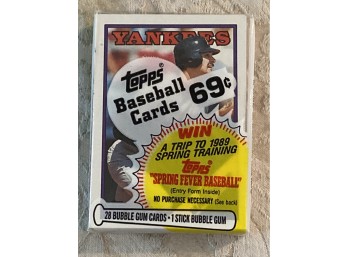 YANKEES
Topps
Baseball
Cards
69¢
WIN
A TRIP TO 1989
SPRING TRAINING
Topps
"SPRING FEVER BASEBALL"
(Entry Form Inside)
NO PURCHASE NECESSARY (See back)
28 BUBBLE GUM CARDS • 1 STICK BUBBLE GUM